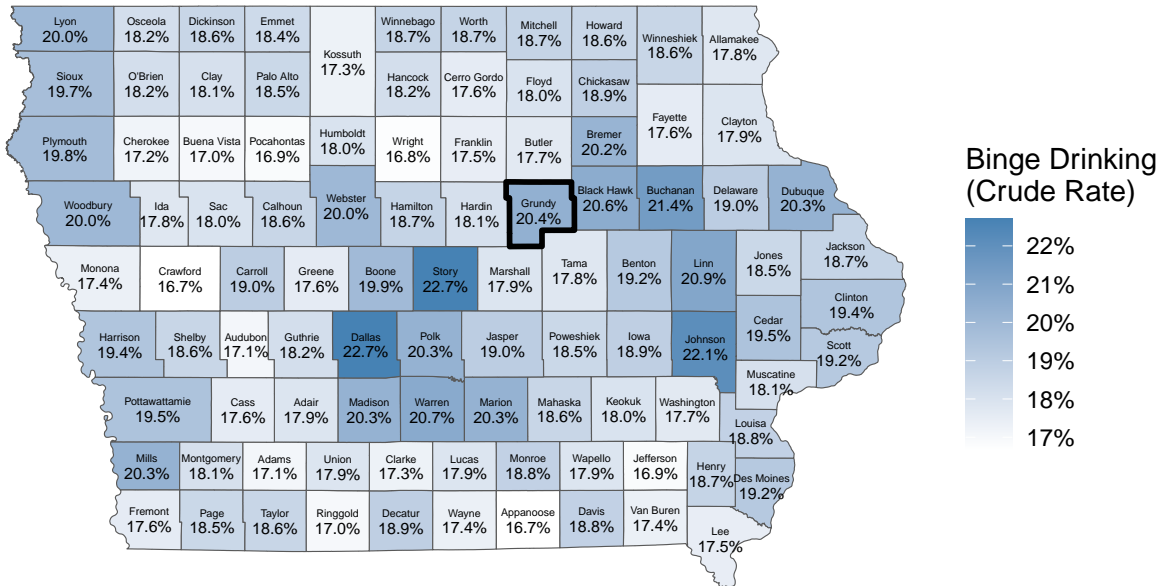 Lyon
20.0%
Osceola
18.2%
Dickinson
18.6%
Emmet
18.4%
Kossuth
17.3%
Winnebago
18.7%
Worth
18.7%
Mitchell
18.7%
Howard
18.6%
Winneshiek
18.6%
Allamakee
17.8%
Sioux
19.7%
O'Brien
18.2%
Clay
18.1%
Palo Alto
18.5%
Hancock
18.2%
Cerro Gordo
17.6%
Floyd
18.0%
Chickasaw
18.9%
Fayette
17.6%
Clayton
17.9%
Plymouth
19.8%
Cherokee
17.2%
Buena Vista
17.0%
Pocahontas
16.9%
Humboldt
18.0%
Wright
16.8%
Franklin
17.5%
Butler
17.7%
Bremer
20.2%
Woodbury
20.0%
Ida
17.8%
Sac
18.0%
Calhoun
18.6%
Webster
20.0%
Hamilton
18.7%
Hardin
18.1%
Grundy
20.4%
Black Hawk
20.6%
Buchanan
21.4%
Delaware
19.0%
Dubuque
20.3%
Monona
17.4%
Crawford
16.7%
Carroll
19.0%
Greene
17.6%
Boone
19.9%
Story
22.7%
Marshall
17.9%
Tama
17.8%
Benton
19.2%
Linn
20.9%
Jones
18.5%
Jackson
18.7%
Clinton
19.4%
Harrison
19.4%
Shelby
18.6%
Audubon
17.1%
Guthrie
18.2%
Dallas
22.7%
Polk
20.3%
Jasper
19.0%
Poweshiek
18.5%
Iowa
18.9%
Johnson
22.1%
Cedar
19.5%
Scott
19.2%
Muscatine
18.1%
Pottawattamie
19.5%
Cass
17.6%
Adair
17.9%
Madison
20.3%
Warren
20.7%
Marion
20.3%
Mahaska
18.6%
Keokuk
18.0%
Washington
17.7%
Louisa
18.8%
Mills
20.3%
Montgomery
18.1%
Adams
17.1%
Union
17.9%
Clarke
17.3%
Lucas
17.9%
Monroe
18.8%
Wapello
17.9%
Jefferson
16.9%
Henry
18.7%
Des Moines
19.2%
Fremont
17.6%
Page
18.5%
Taylor
18.6%
Ringgold
17.0%
Decatur
18.9%
Wayne
17.4%
Appanoose
16.7%
Davis
18.8%
Van Buren
17.4%
Lee
17.5%
Binge Drinking
(Crude Rate)
22%
21%
20%
19%
18%
17%